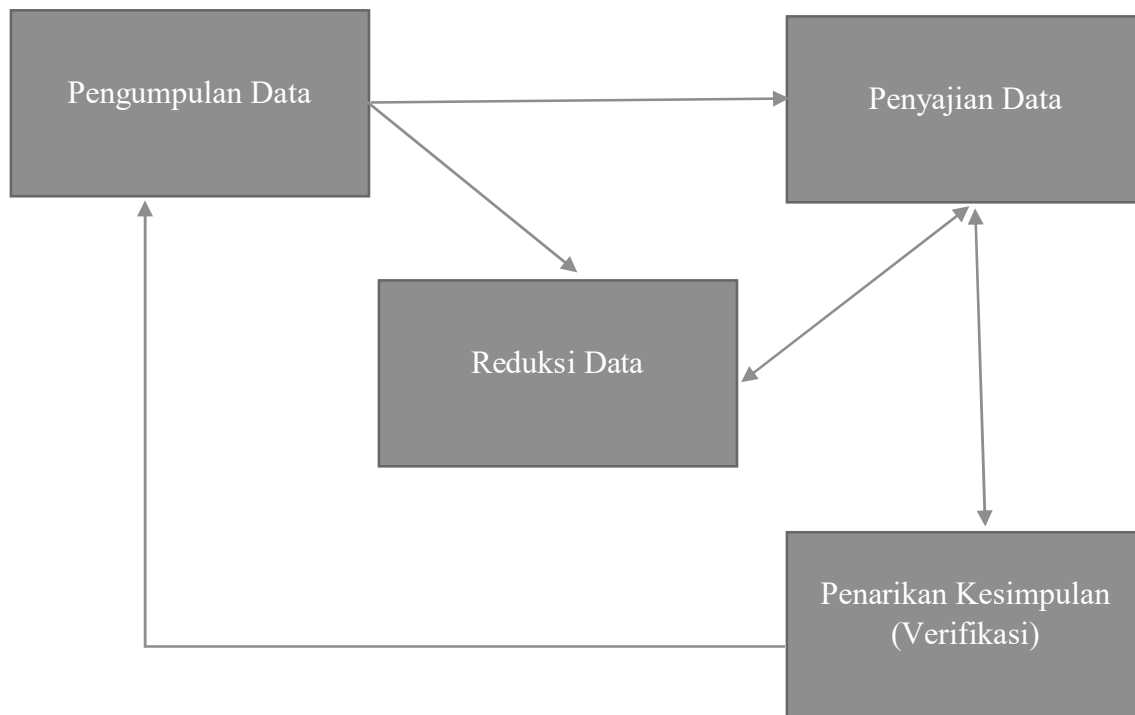 Pengumpulan Data
Penyajian Data
Reduksi Data
Penarikan Kesimpulan
(Verifikasi)